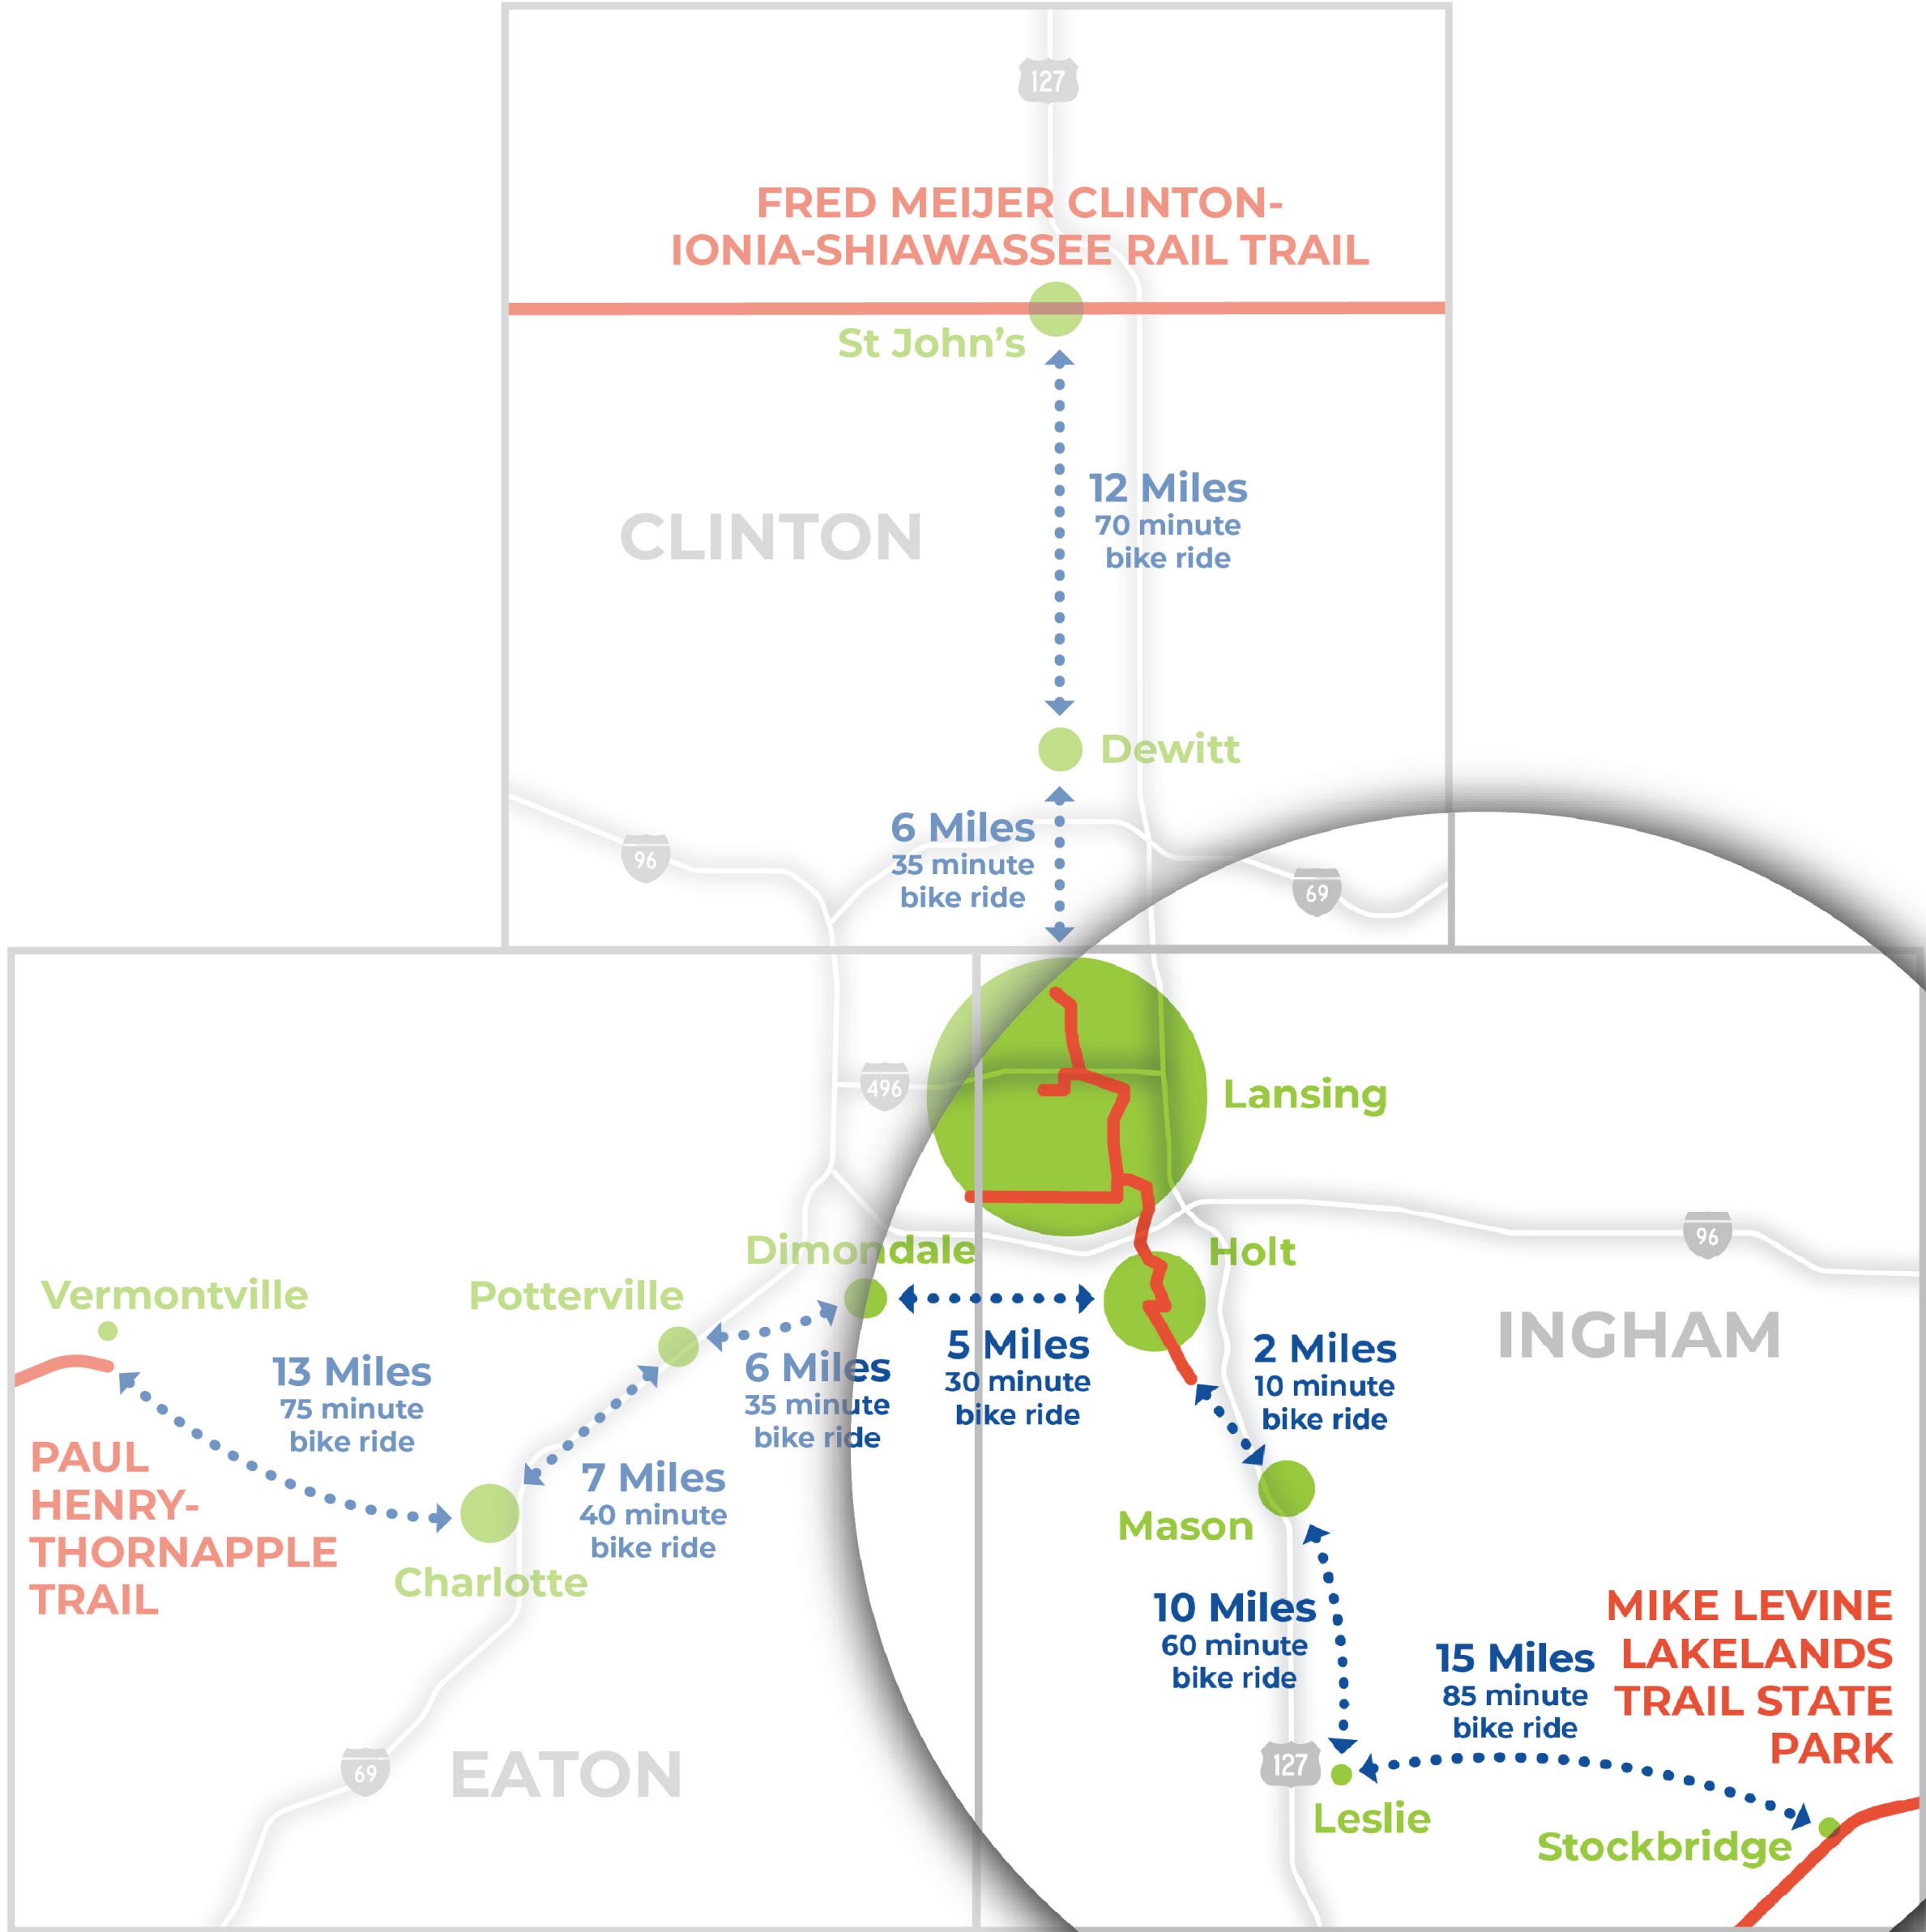 127
FRED MEIJER CLINTON-
IONIA-SHIAWASSEE RAIL TRAIL
St John’s
12 Miles
70 minute
bike ride
CLINTON
Dewitt
6 Miles
35 minute
bike ride
96
69
496
Lansing
Dimondale
Holt
96
Vermontville
Potterville
INGHAM
13 Miles
75 minute
bike ride
6 Miles
35 minute
bike ride
5 Miles
30 minute
bike ride
2 Miles
10 minute
bike ride
PAUL
HENRY-
THORNAPPLE
TRAIL
7 Miles
40 minute
bike ride
Charlotte
Mason
10 Miles
60 minute
bike ride
15 Miles
85 minute
bike ride
MIKE LEVINE
LAKELANDS
TRAIL STATE
PARK
69
EATON
127
Leslie
Stockbridge